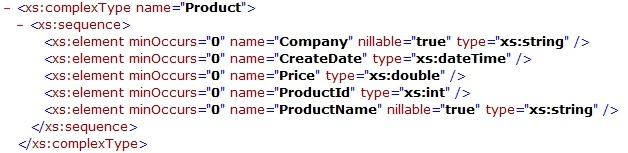 - <xs:complexType name="Product">
- <xs:sequence>
<xs:element minOccurs="0" name="Company" nillable="true" type="xs:string" />
<xs:element minOccurs="0" name="CreateDate" type="xs:dateTime" />
<xs:element minOccurs="0" name="Price" type="xs:double" />
<xs:element minOccurs="0" name="ProductId" type="xs:int" />
<xs:element minOccurs="0" name="ProductName" nillable="true" type="xs:string" />
</xs:sequence>
</xs:complexType>